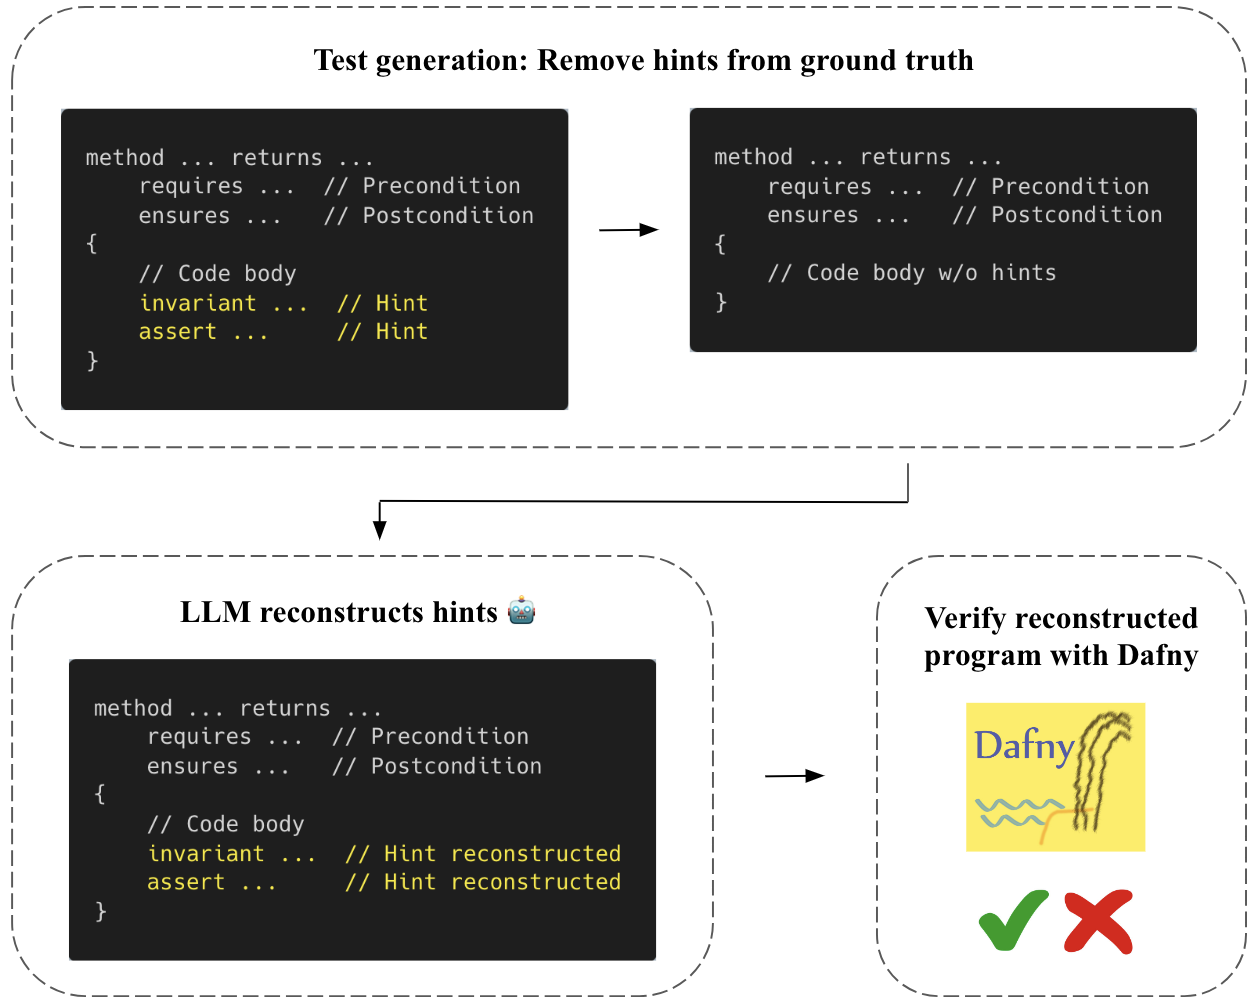 Test generation: Remove hints from ground truth
method ... returns ...
    requires ...  // Precondition
    ensures ...   // Postcondition
{
    // Code body
    invariant ...  // Hint
    assert ...     // Hint
}
method ... returns ...
    requires ...  // Precondition
    ensures ...   // Postcondition
{
    // Code body w/o hints
}
LLM reconstructs hints 🤖
method ... returns ...
    requires ...  // Precondition
    ensures ...   // Postcondition
{
    // Code body
    invariant ...  // Hint reconstructed
    assert ...     // Hint reconstructed
}
Verify reconstructed
program with Dafny
Dafny